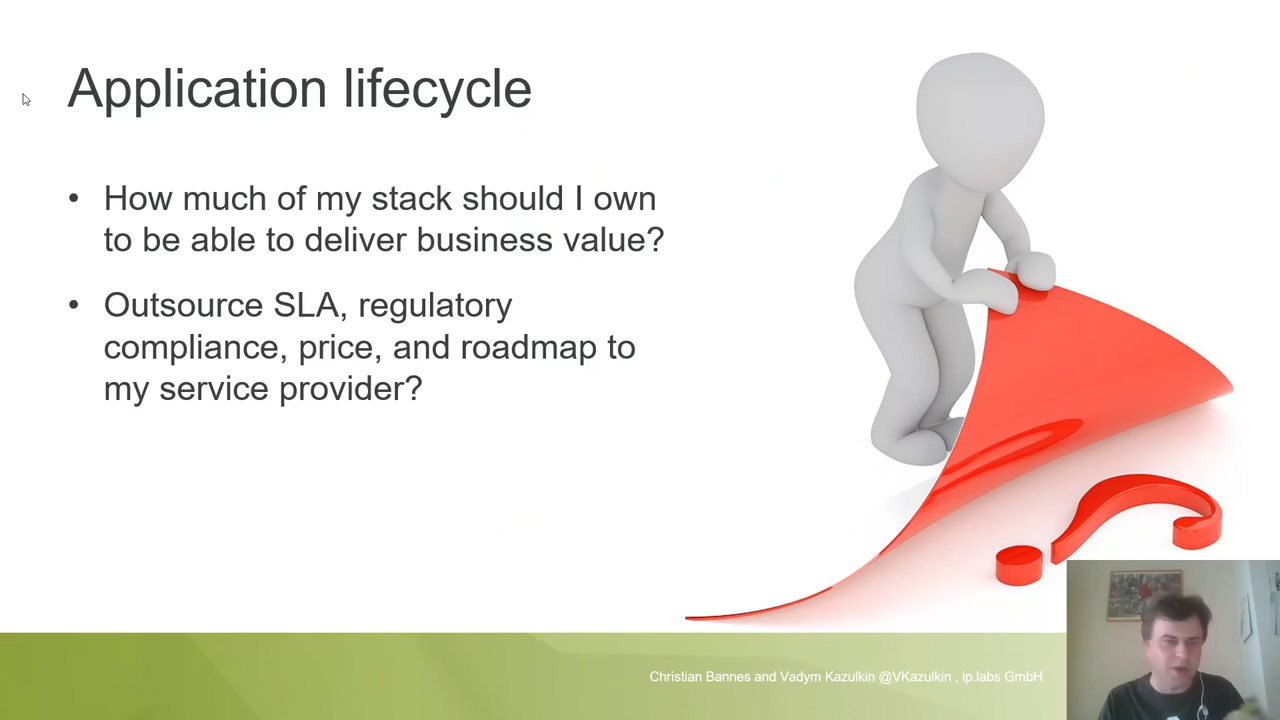 Application lifecycle
• How much of my stack should I own
to be able to deliver business value?
• Outsource SLA, regulatory
compliance, price, and roadmap to
my service provider?
Christian Bannes and Vadym Kazulkin @VKazulkin , ip.labs GmbH